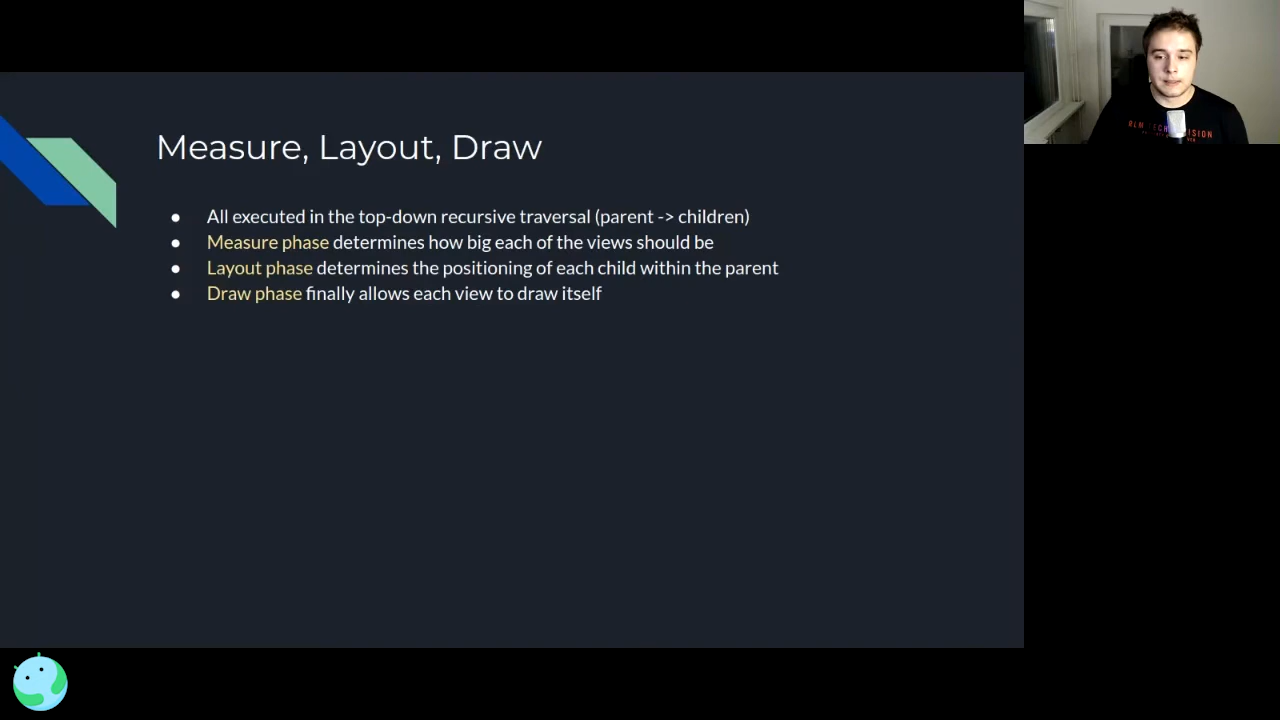 Measure, Layout, Draw
● All executed in the top-down recursive traversal (parent -> children)
● Measure phase determines how big each of the views should be
● Layout phase determines the positioning of each child within the parent
● Draw phase finally allows each view to draw itself